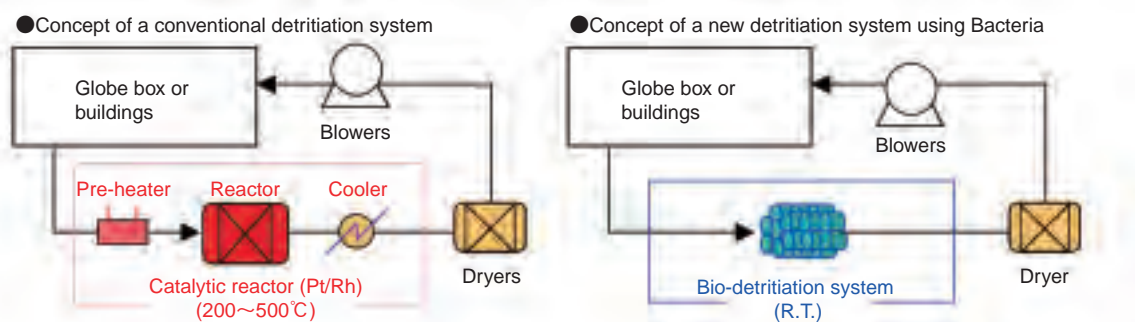 ●Concept of a conventional detritiation system
Globe box or
buildings
Blowers
Pre-heater
Reactor
Cooler
Dryers
Catalytic reactor (Pt/Rh)
(200～500℃)
●Concept of a new detritiation system using Bacteria
Globe box or
buildings
Blowers
Dryer
Bio-detritiation system
(R.T.)